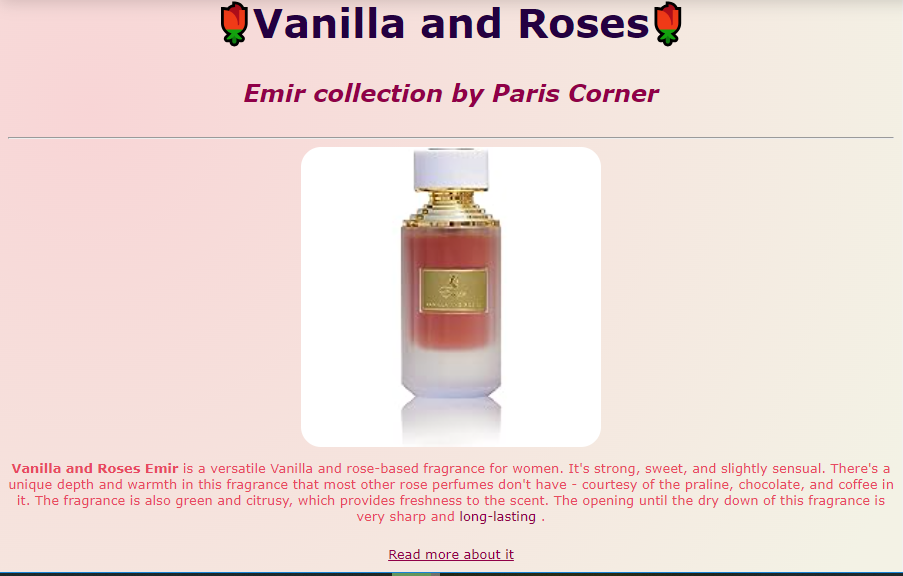 🌹Vanilla and Roses🌹
Emir collection by Paris Corner
Emir
VANILLA AND ROSES
Vanilla and Roses Emir is a versatile Vanilla and rose-based fragrance for women. It's strong, sweet, and slightly sensual. There's a
unique depth and warmth in this fragrance that most other rose perfumes don't have - courtesy of the praline, chocolate, and coffee in
it. The fragrance is also green and citrusy, which provides freshness to the scent. The opening until the dry down of this fragrance is
very sharp and long-lasting .
Read more about it